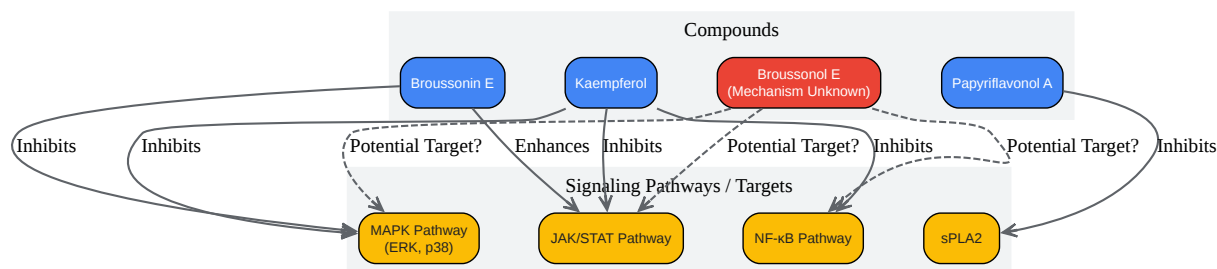 Compounds
Broussonin E
Kaempferol
Broussonol E
(Mechanism Unknown)
Papyriflavonol A
Inhibits
Inhibits
Potential Target?
Enhances
Inhibits
Potential Target?
Inhibits
Potential Target?
Inhibits
Signaling Pathways / Targets
MAPK Pathway
(ERK, p38)
JAK/STAT Pathway
NF-κB Pathway
sPLA2